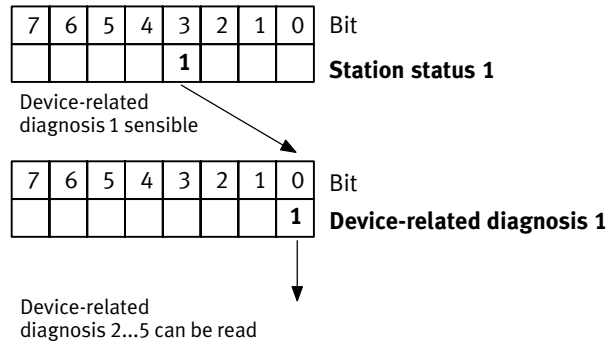 7 6 5 4 3 2 1 0 Bit
1 Station status 1
Device-related
diagnosis 1 sensible
7 6 5 4 3 2 1 0 Bit
1 Device-related diagnosis 1
Device-related
diagnosis 2...5 can be read